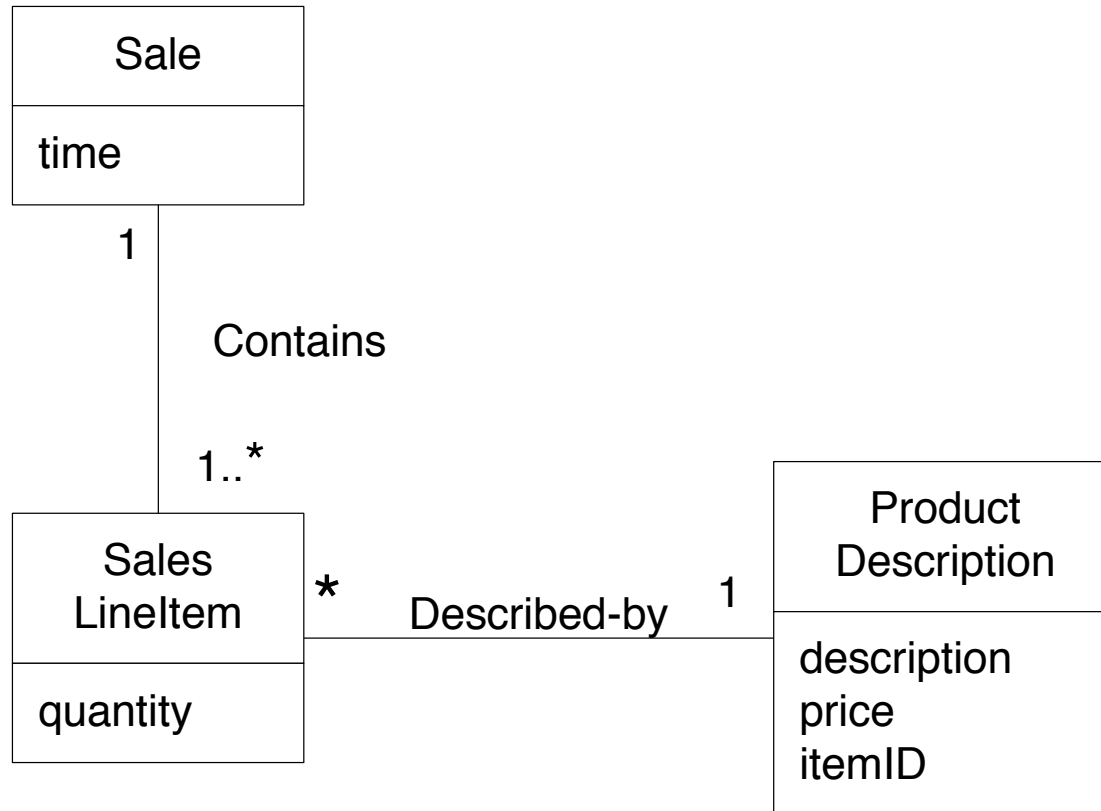 Sale
time
1
Contains
1..*
Sales
LineItem
quantity
*
Described-by
1
Product
Description
description
price
itemID